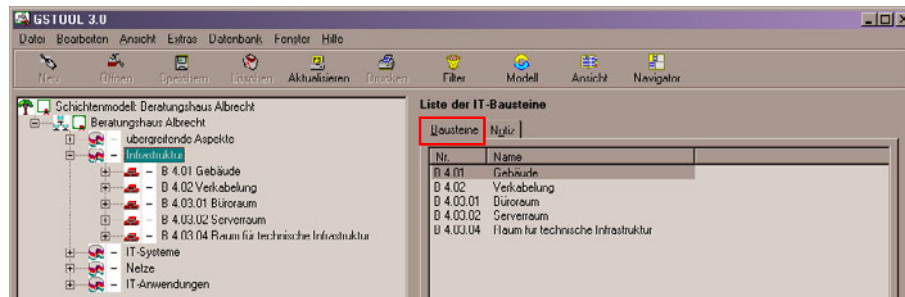 GSTOOL 3.0
Datei Bearbeiten Ansicht Extras Datenbank Fenster Hilfe
Neu Öffnen Speichern Löschen Aktualisieren Drucken Filter Modell Ansicht Navigator
Schichtenmodell: Beratungshaus Albrecht
Beratungshaus Albrecht
übergreifende Aspekte
Infrastruktur
B 4.01 Gebäude
B 4.02 Verkabelung
B 4.03.01 Büroraum
B 4.03.02 Serverraum
B 4.03.04 Raum für technische Infrastruktur
IT-Systeme
Netze
IT-Anwendungen
Liste der IT-Bausteine
Bausteine Notiz
Nr. Name
B 4.01 Gebäude
B 4.02 Verkabelung
B 4.03.01 Büroraum
B 4.03.02 Serverraum
B 4.03.04 Raum für technische Infrastruktur